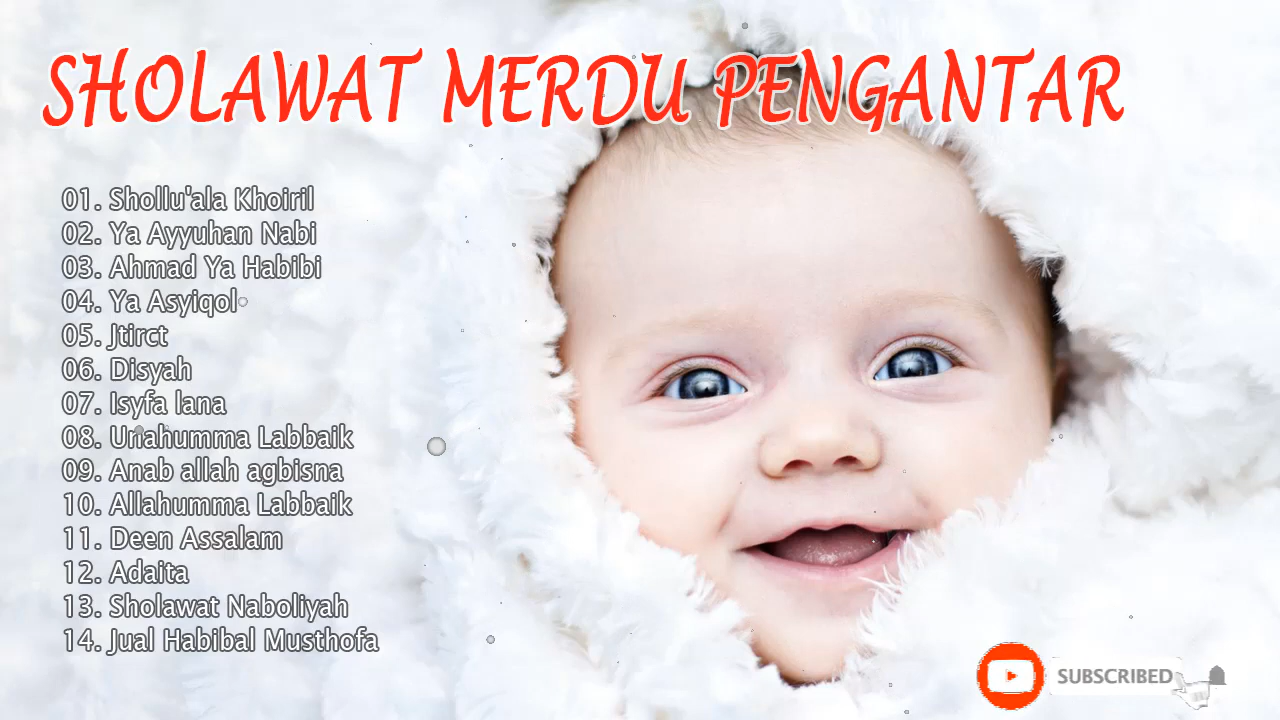 SHOLAWAT MERDU PENGANTAR
01. Shollu'ala Khoiril
02. Ya Ayyuhan Nabi
03. Ahmad Ya Habibi
04. Ya Asyiqol
05. Jtirct
06. Disyah
07. Isyfa lana
08. Unahumma Labbaik
09. Anab allah agbisna
10. Allahumma Labbaik
11. Deen Assalam
12. Adaita
13. Sholawat Naboliyah
14. Jual Habibal Musthofa
SUBSCRIBED